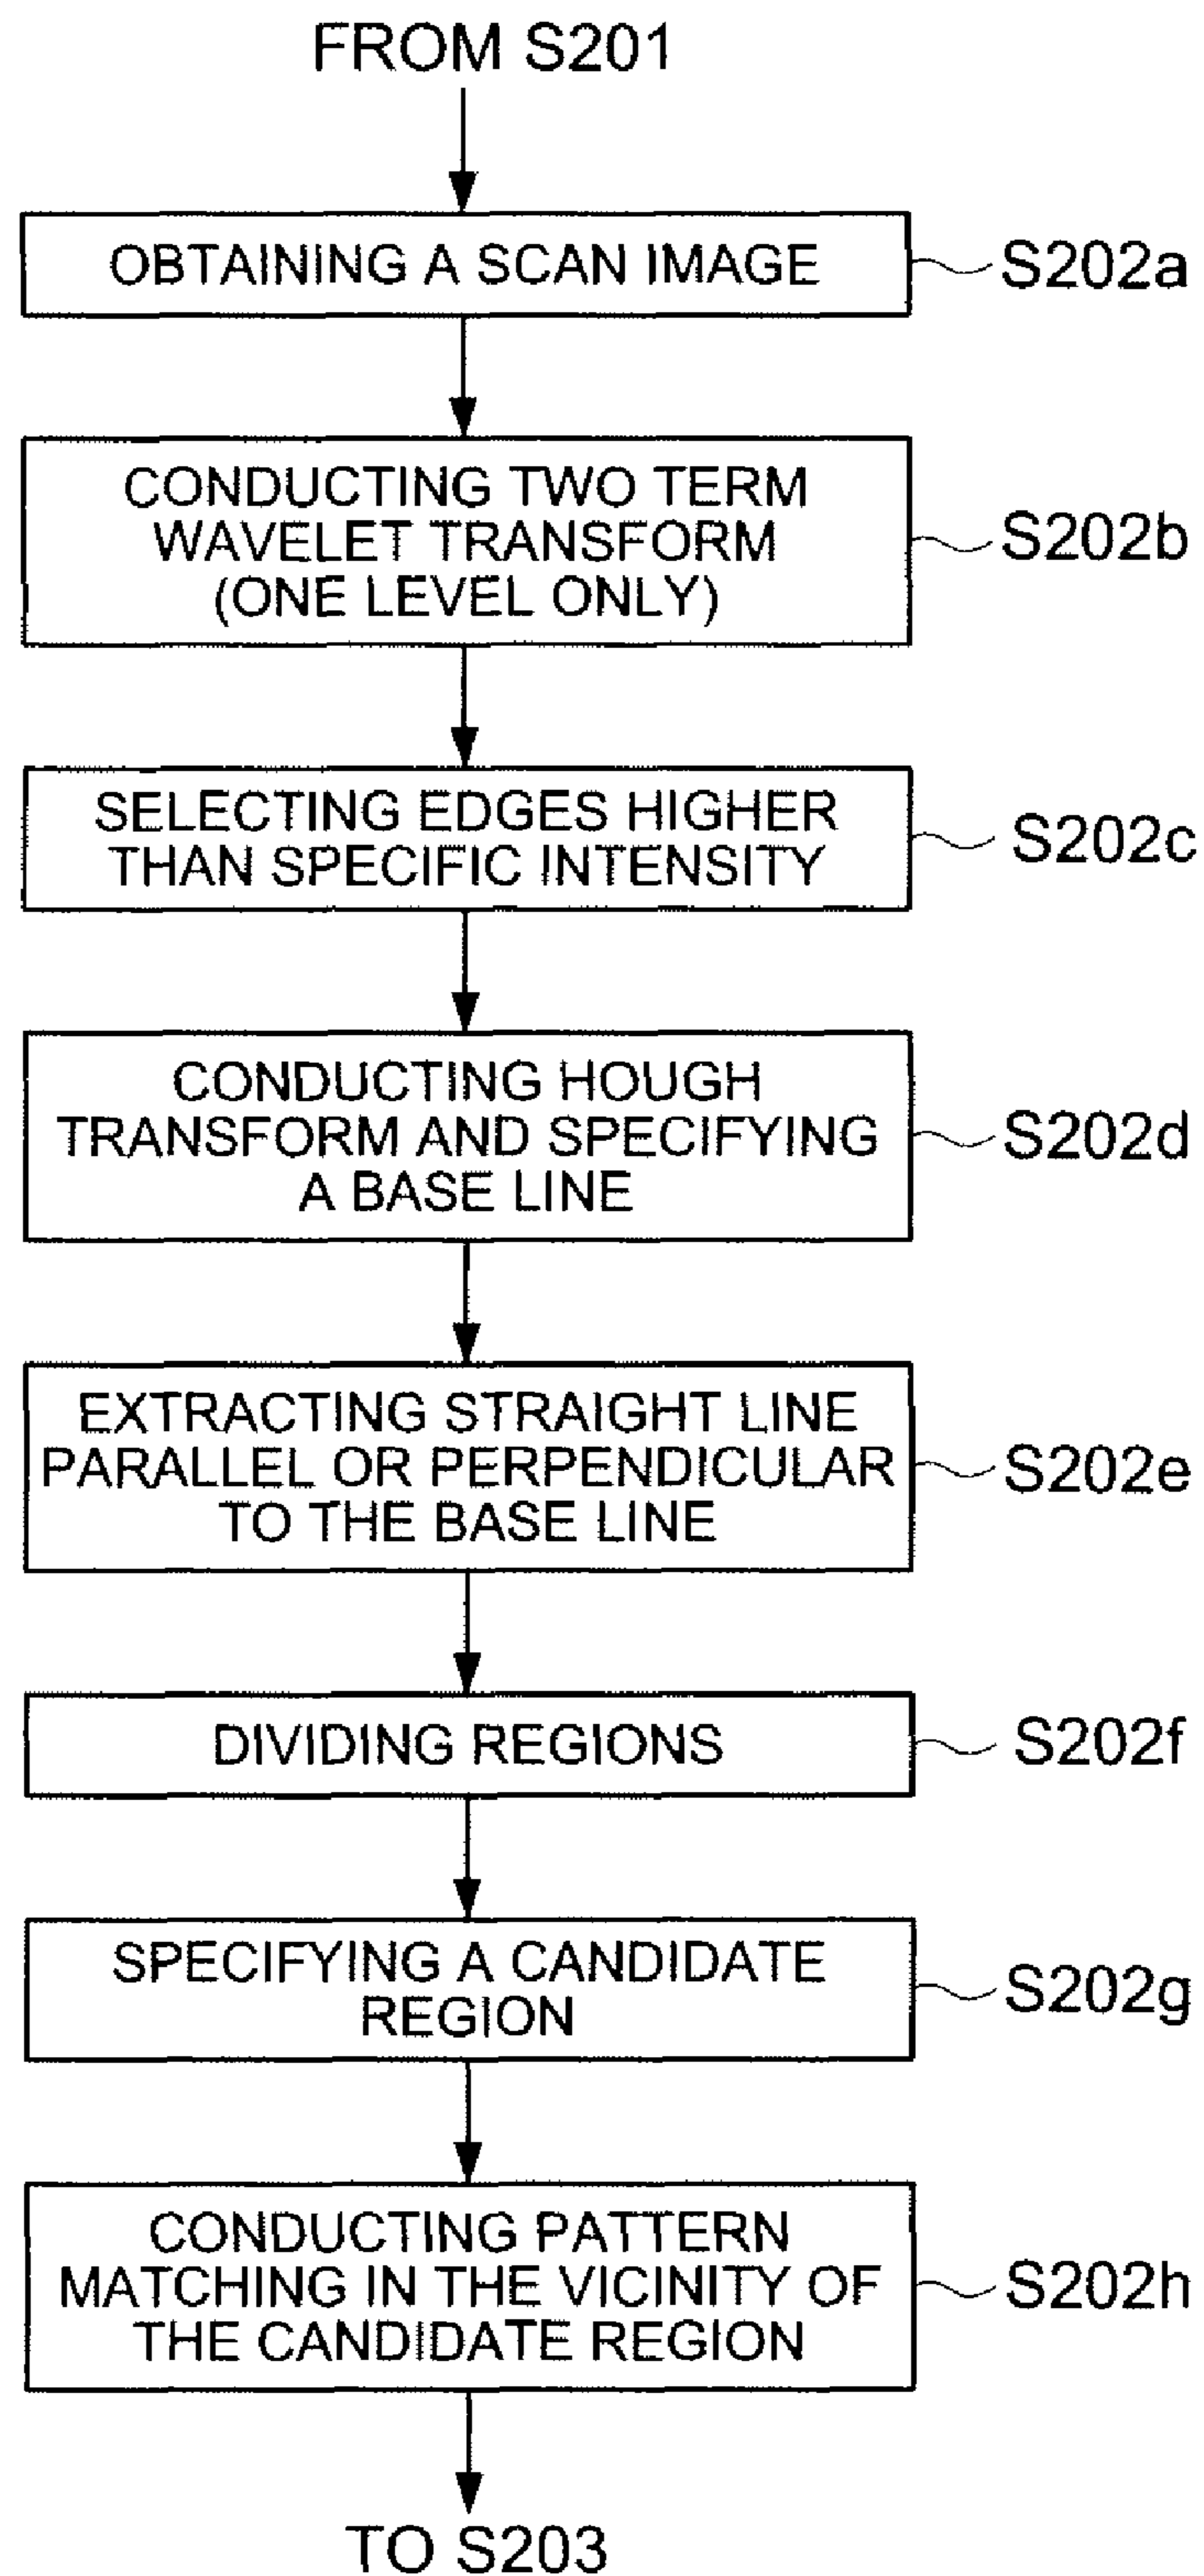 FROM S201
OBTAINING A SCAN IMAGE
S202a
CONDUCTING TWO TERM
WAVELET TRANSFORM
(ONE LEVEL ONLY)
S202b
SELECTING EDGES HIGHER
THAN SPECIFIC INTENSITY
S202c
CONDUCTING HOUGH
TRANSFORM AND SPECIFYING
A BASE LINE
S202d
EXTRACTING STRAIGHT LINE
PARALLEL OR PERPENDICULAR
TO THE BASE LINE
S202e
DIVIDING REGIONS
S202f
SPECIFYING A CANDIDATE
REGION
S202g
CONDUCTING PATTERN
MATCHING IN THE VICINITY OF
THE CANDIDATE REGION
S202h
TO S203